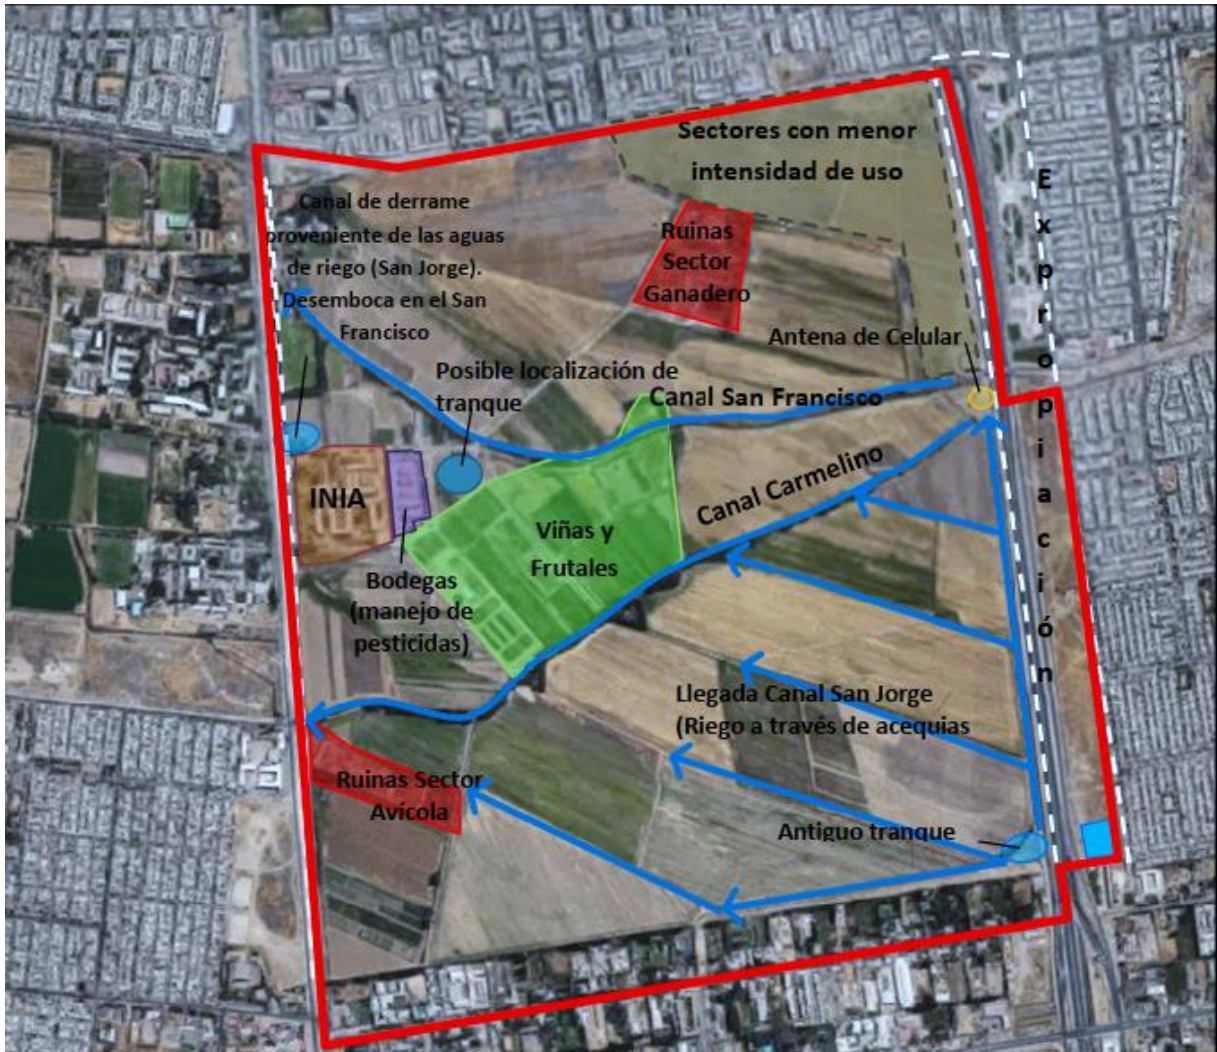 Sectores con menor
intensidad de uso
Expropiación
Canal de derrame
proveniente de las aguas
de riego (San Jorge).
Desemboca en el San
Francisco
Ruinas
Sector
Ganadero
Antena de Celular
Posible localización de
tranque
Canal San Francisco
Canal Carmelino
INIA
Viñas y
Frutales
Bodegas
(manejo de
pesticidas)
Llegada Canal San Jorge
(Riego a través de acequias
Ruinas Sector
Avícola
Antiguo tranque